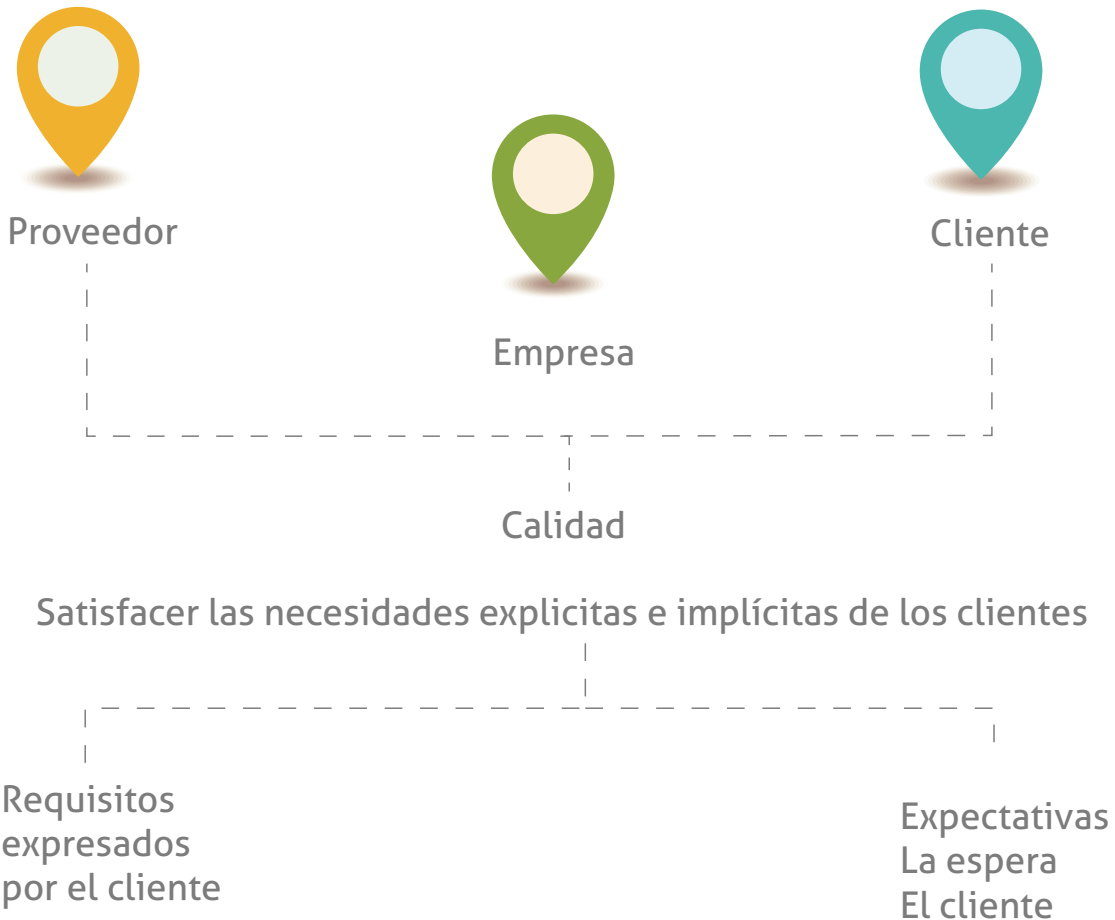 Proveedor
Cliente
Empresa
Calidad
Satisfacer las necesidades explicitas e implícitas de los clientes
Requisitos
expresados
por el cliente
Expectativas
La espera
El cliente